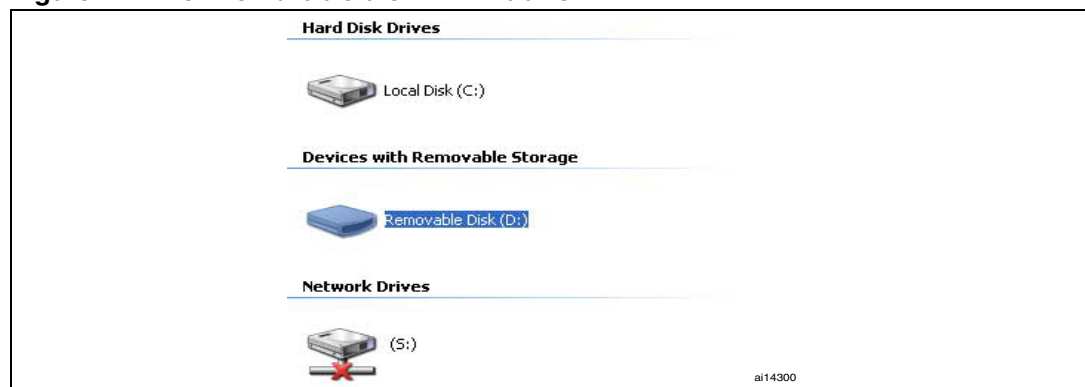 Hard Disk Drives
Local Disk (C:)
Devices with Removable Storage
Removable Disk (D:)
Network Drives
(S:)
ai14300